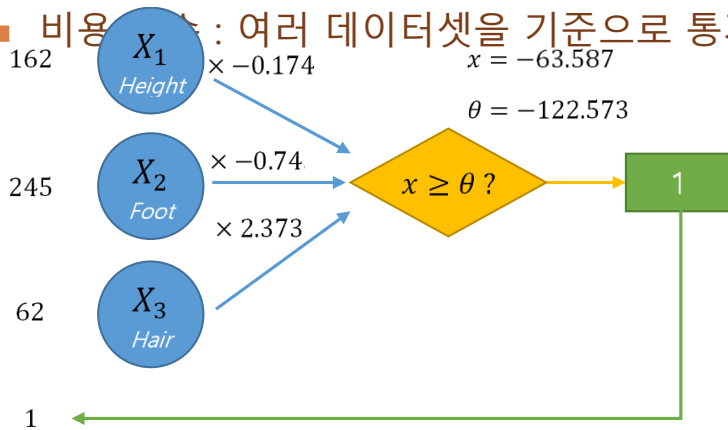 비용 : 여러 데이터셋을 기준으로
162
X₁
Height
× −0.174
x = −63.587
θ = −122.573
245
X₂
Foot
× −0.74
x ≥ θ ?
1
× 2.373
62
X₃
Hair
1